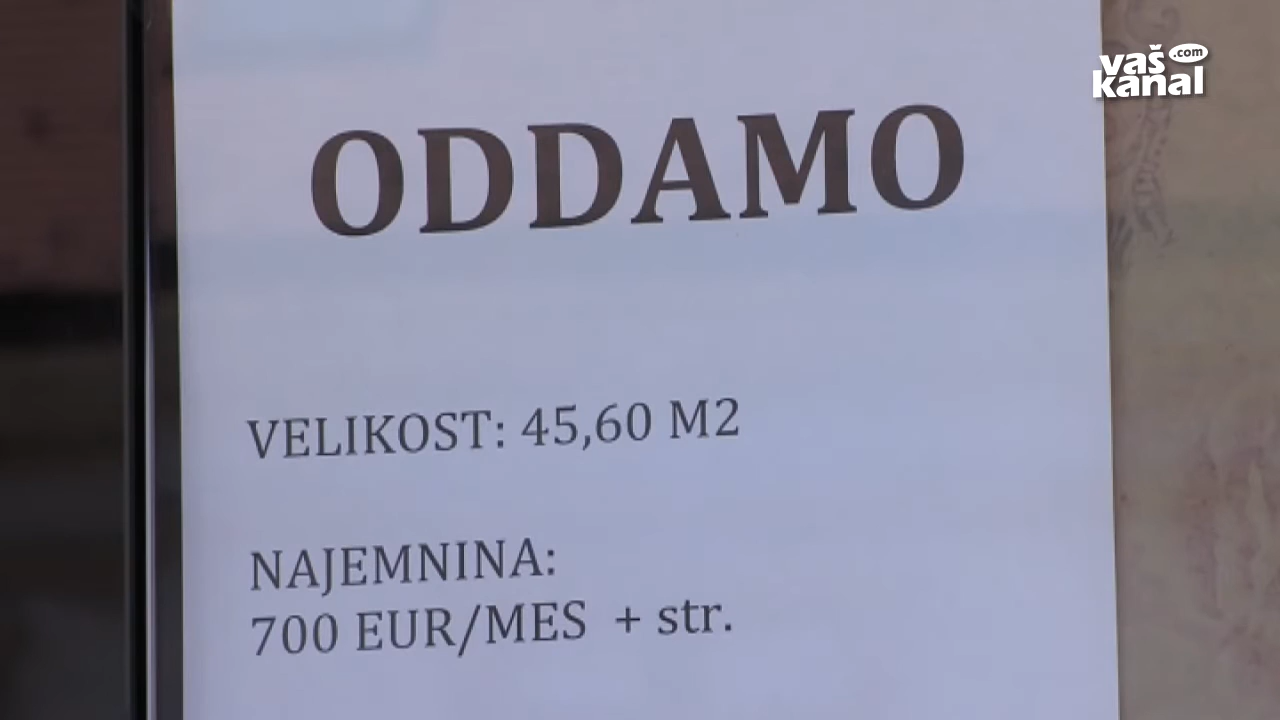 vaš .com
kanal
ODDAMO
VELIKOST: 45,60 M2
NAJEMNINA:
700 EUR/MES + str.